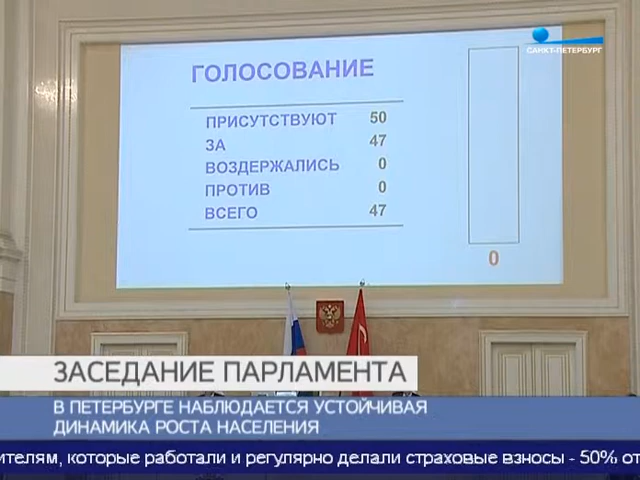 САНКТ-ПЕТЕРБУРГ
ГОЛОСОВАНИЕ
ПРИСУТСТВУЮТ 50
ЗА 47
ВОЗДЕРЖАЛИСЬ 0
ПРОТИВ 0
ВСЕГО 47
0
ЗАСЕДАНИЕ ПАРЛАМЕНТА
В ПЕТЕРБУРГЕ НАБЛЮДАЕТСЯ УСТОЙЧИВАЯ
ДИНАМИКА РОСТА НАСЕЛЕНИЯ
ителям, которые работали и регулярно делали страховые взносы - 50% от